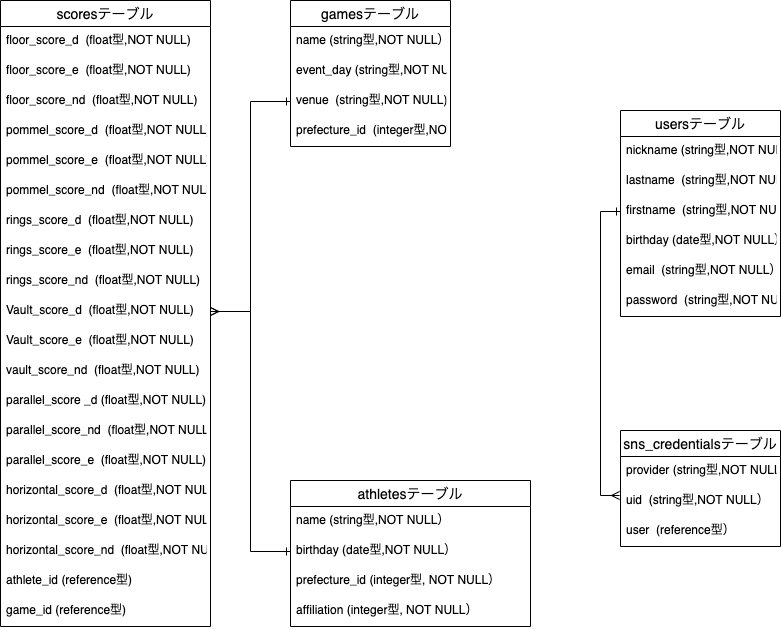 scoresテーブル
floor_score_d (float型,NOT NULL)
floor_score_e (float型,NOT NULL)
floor_score_nd (float型,NOT NULL)
pommel_score_d (float型,NOT NULL
pommel_score_e (float型,NOT NULL
pommel_score_nd (float型,NOT NUL
rings_score_d (float型,NOT NULL)
rings_score_e (float型,NOT NULL)
rings_score_nd (float型,NOT NULL)
Vault_score_d (float型,NOT NULL)
Vault_score_e (float型,NOT NULL)
vault_score_nd (float型,NOT NULL)
parallel_score _d (float型,NOT NULL)
parallel_score_nd (float型,NOT NULL)
parallel_score_e (float型,NOT NULL)
horizontal_score_d (float型,NOT NUL
horizontal_score_e (float型,NOT NUL
horizontal_score_nd (float型,NOT NU
athlete_id (reference型)
game_id (reference型)
gamesテーブル
name (string型,NOT NULL)
event_day (string型,NOT NU
venue (string型,NOT NULL)
prefecture_id (integer型,NO
athletesテーブル
name (string型,NOT NULL)
birthday (date型,NOT NULL)
prefecture_id (integer型, NOT NULL)
affiliation (integer型, NOT NULL)
usersテーブル
nickname (string型,NOT NU
lastname (string型,NOT NU
firstname (string型,NOT NU
birthday (date型,NOT NULL)
email (string型,NOT NULL)
password (string型,NOT NU
sns_credentialsテーブル
provider (string型,NOT NULL
uid (string型,NOT NULL)
user (reference型)